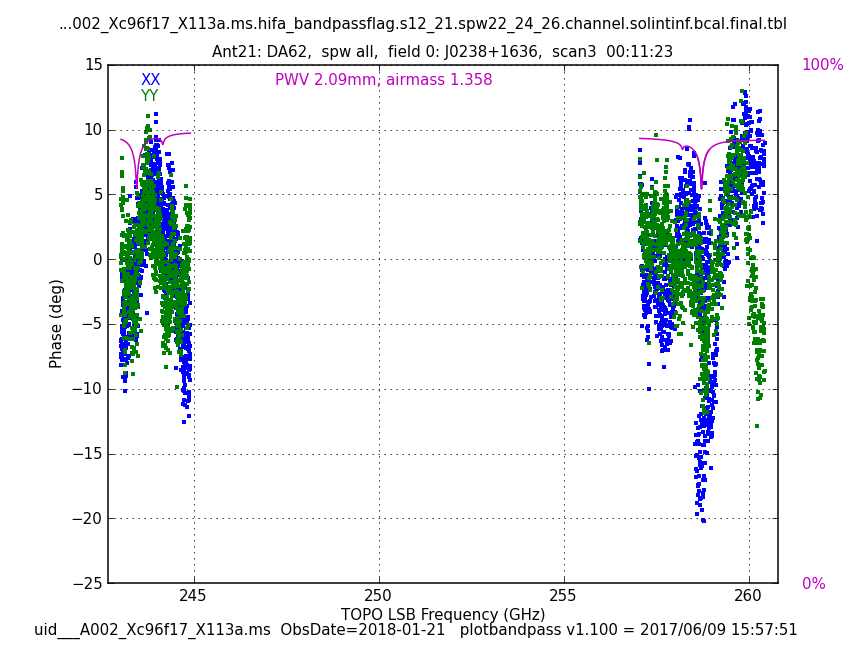 ...002_Xc96f17_X113a.ms.hifa_bandpassflag.s12_21.spw22_24_26.channel.solintinf.bcal.final.tbl
Ant21: DA62,  spw all,  field 0: J0238+1636,  scan3  00:11:23
15
XX
PWV 2.09mm, airmass 1.358
100%
YY
10
5
0
Phase (deg)
−5
−10
−15
−20
−25
0%
245
250
255
260
TOPO LSB Frequency (GHz)
uid___A002_Xc96f17_X113a.ms  ObsDate=2018-01-21   plotbandpass v1.100 = 2017/06/09 15:57:51